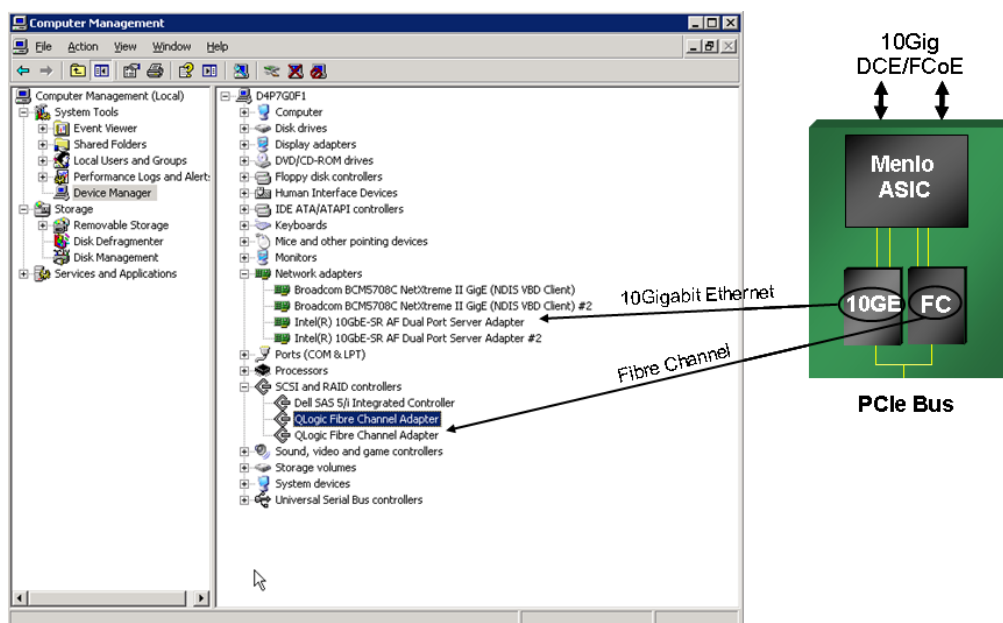 Computer Management
File Action View Window Help
Computer Management (Local)
System Tools
Event Viewer
Shared Folders
Local Users and Groups
Performance Logs and Alert:
Device Manager
Storage
Removable Storage
Disk Defragmenter
Disk Management
Services and Applications
D4P7G0F1
Computer
Disk drives
Display adapters
DVD/CD-ROM drives
Floppy disk controllers
Human Interface Devices
IDE ATA/ATAPI controllers
Keyboards
Mice and other pointing devices
Monitors
Network adapters
Broadcom BCM5708C NetXtreme II GigE (NDIS VBD Client)
Broadcom BCM5708C NetXtreme II GigE (NDIS VBD Client) #2
Intel(R) 10GbE-SR AF Dual Port Server Adapter
Intel(R) 10GbE-SR AF Dual Port Server Adapter #2
Ports (COM & LPT)
Processors
SCSI and RAID controllers
Dell SAS 5/i Integrated Controller
QLogic Fibre Channel Adapter
QLogic Fibre Channel Adapter
Sound, video and game controllers
Storage volumes
System devices
Universal Serial Bus controllers
10Gigabit Ethernet
Fibre Channel
10Gig
DCE/FCoE
Menlo
ASIC
10GE
FC
PCIe Bus